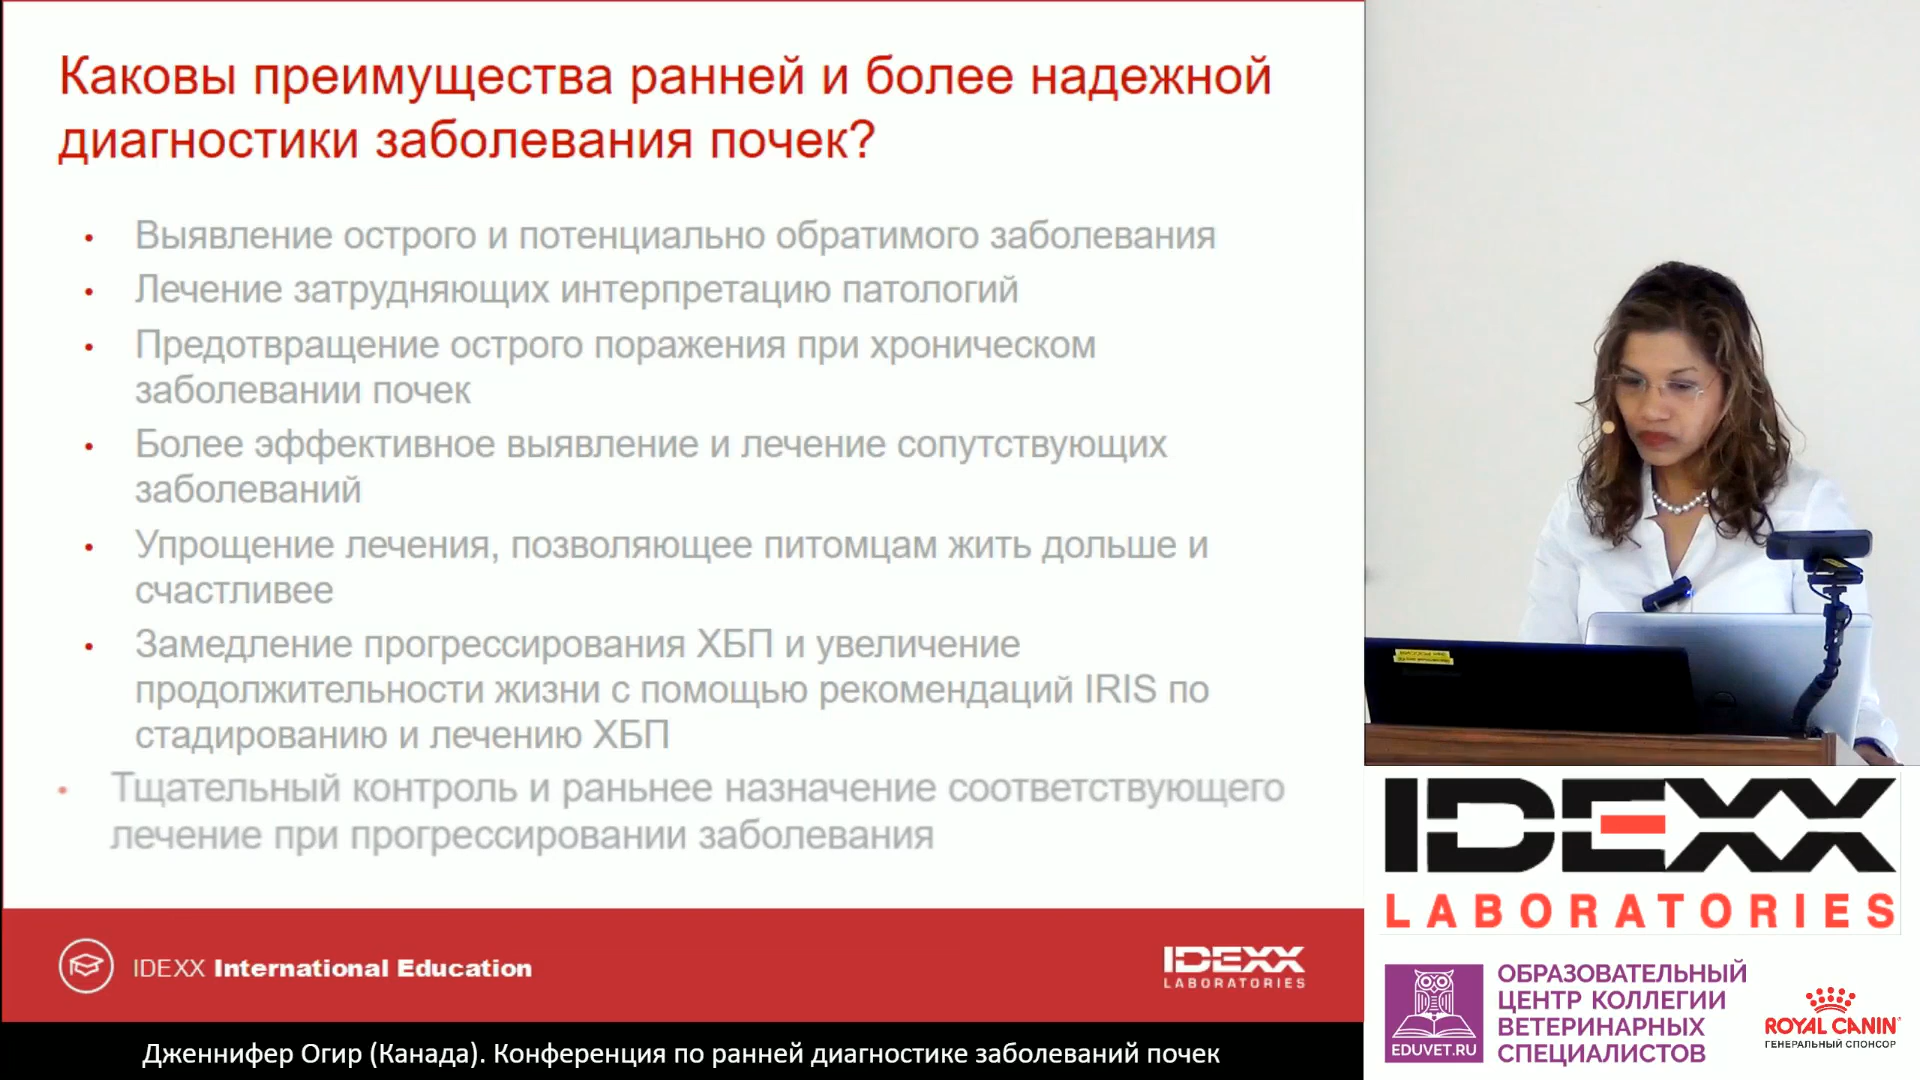 Каковы преимущества ранней и более надежной
диагностики заболевания почек?
• Выявление острого и потенциально обратимого заболевания
• Лечение затрудняющих интерпретацию патологий
• Предотвращение острого поражения при хроническом
заболевании почек
• Более эффективное выявление и лечение сопутствующих
заболеваний
• Упрощение лечения, позволяющее питомцам жить дольше и
счастливее
• Замедление прогрессирования ХБП и увеличение
продолжительности жизни с помощью рекомендаций IRIS по
стадированию и лечению ХБП
• Тщательный контроль и раньнее назначение соответствующего
лечение при прогрессировании заболевания
IDEXX International Education
IDEXX
LABORATORIES
Дженнифер Огир (Канада). Конференция по ранней диагностике заболеваний почек
IDEXX
LABORATORIES
EDUVET.RU
ОБРАЗОВАТЕЛЬНЫЙ
ЦЕНТР КОЛЛЕГИИ
ВЕТЕРИНАРНЫХ
СПЕЦИАЛИСТОВ
ROYAL CANIN
ГЕНЕРАЛЬНЫЙ СПОНСОР